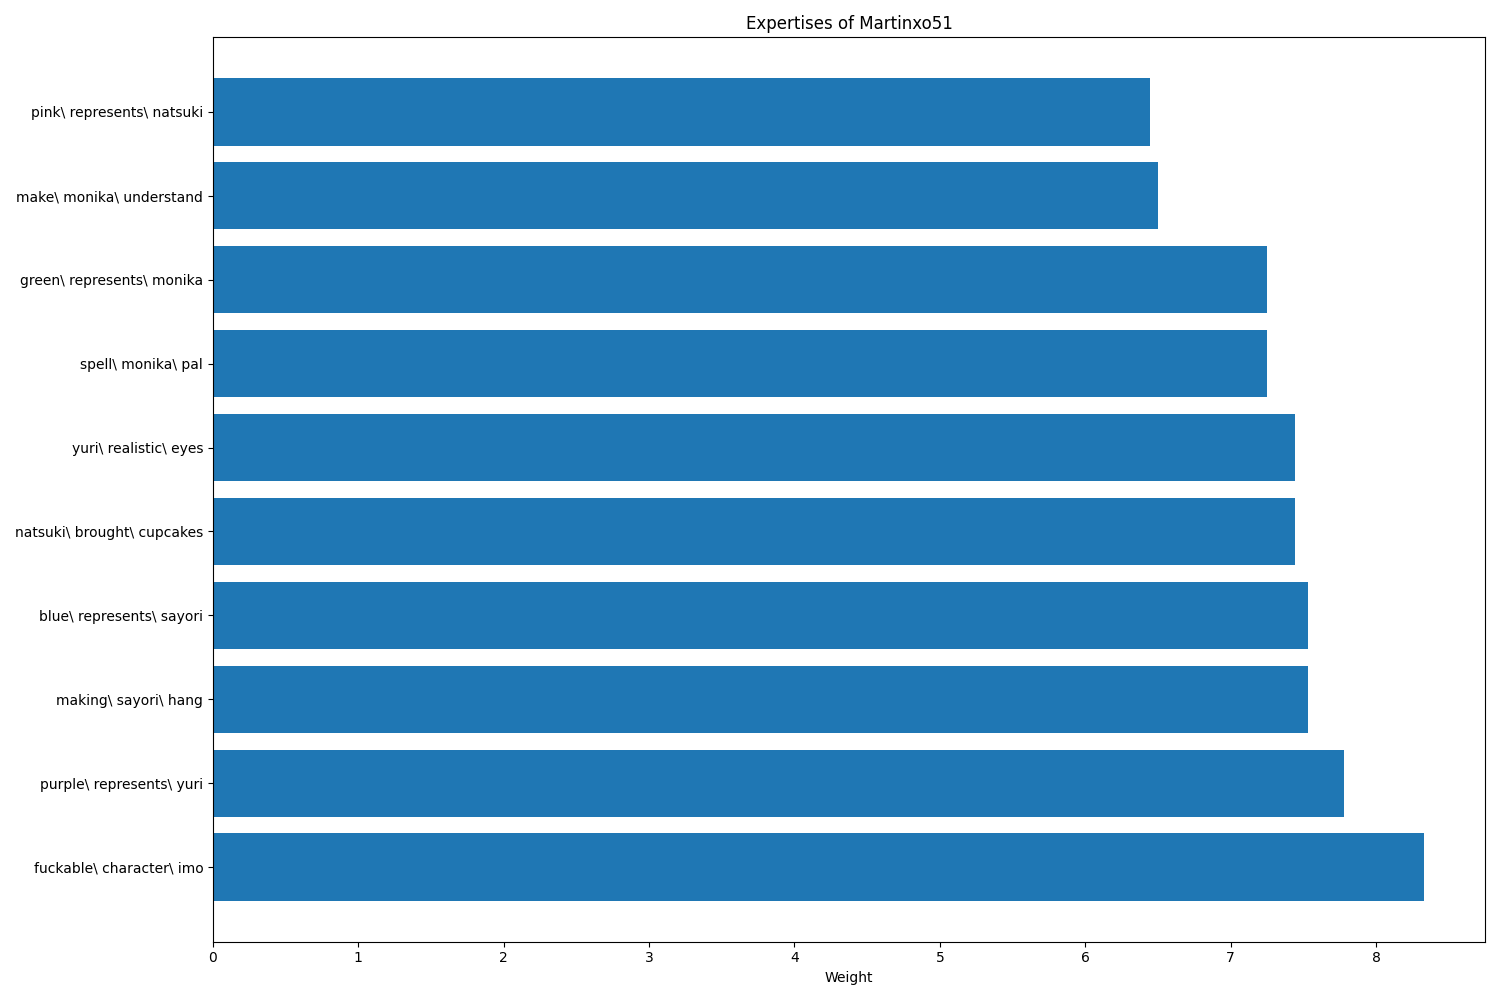 Expertises of Martinxo51
pink\ represents\ natsuki
make\ monika\ understand
green\ represents\ monika
spell\ monika\ pal
yuri\ realistic\ eyes
natsuki\ brought\ cupcakes
blue\ represents\ sayori
making\ sayori\ hang
purple\ represents\ yuri
fuckable\ character\ imo
0 1 2 3 4 5 6 7 8
Weight